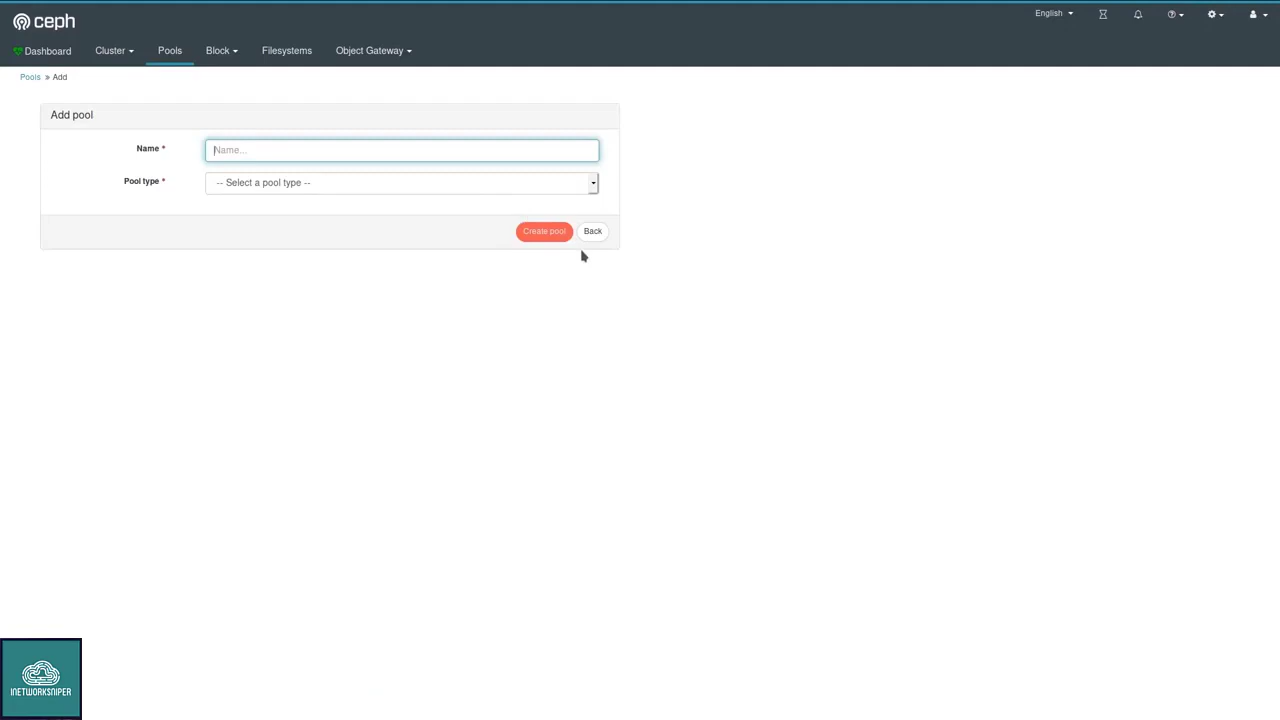 ceph
English
Dashboard Cluster Pools Block Filesystems Object Gateway
Pools » Add
Add pool
Name *
Name...
Pool type *
-- Select a pool type --
Create pool Back
INETWORKSNIPER